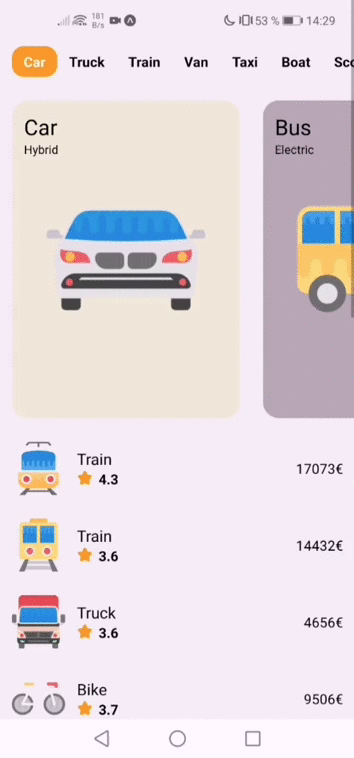 181 B/s 53 % 14:29
Car Truck Train Van Taxi Boat Sco
Car
Hybrid
Bus
Electric
Train
4.3
17073€
Train
3.6
14432€
Truck
3.6
4656€
Bike
3.7
9506€